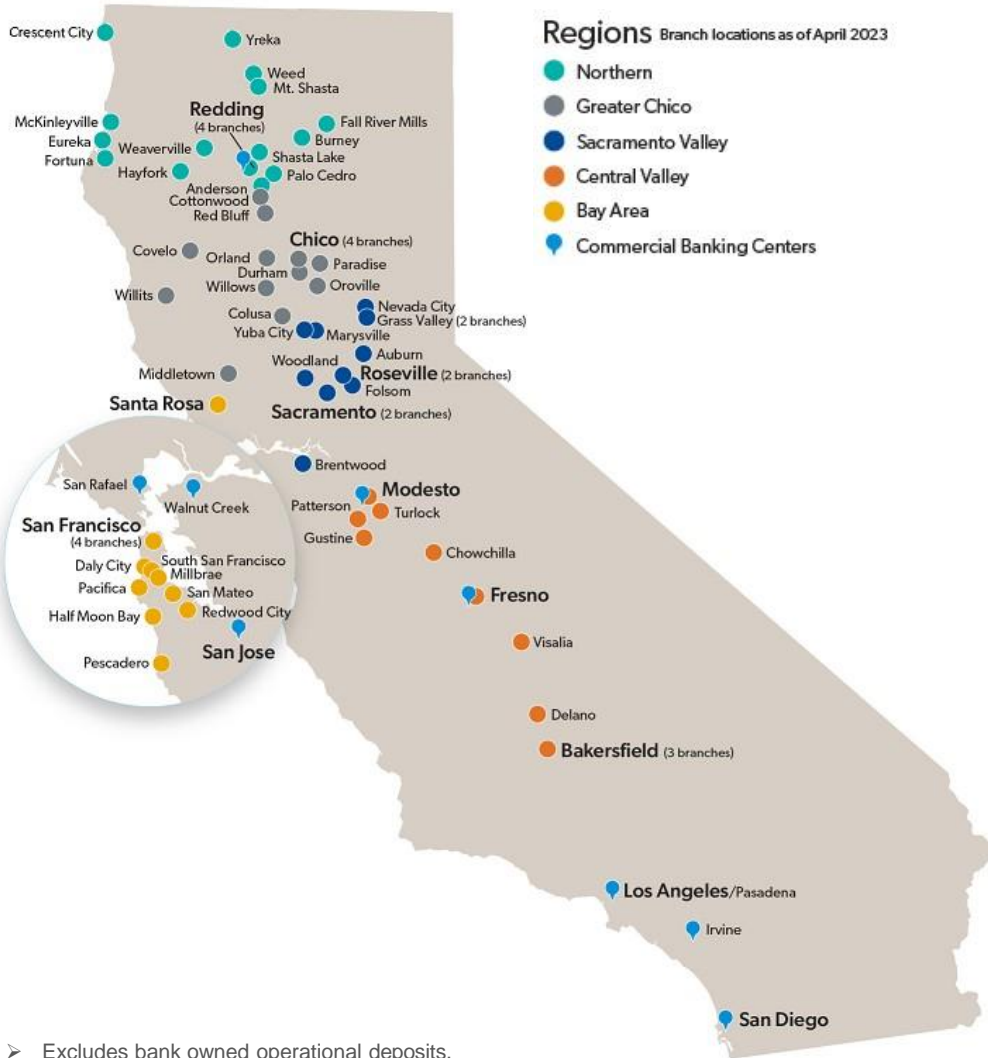 Regions Branch locations as of April 2023
Northern
Greater Chico
Sacramento Valley
Central Valley
Bay Area
Commercial Banking Centers
Crescent City
Yreka
Weed
Mt. Shasta
Redding
(4 branches)
McKinleyville
Fall River Mills
Eureka
Burney
Weaverville
Fortuna
Shasta Lake
Hayfork
Palo Cedro
Anderson
Cottonwood
Red Bluff
Chico (4 branches)
Covelo
Orland
Paradise
Durham
Willows
Oroville
Willits
Nevada City
Colusa
Grass Valley (2 branches)
Yuba City
Marysville
Auburn
Woodland
Middletown
Roseville (2 branches)
Folsom
Santa Rosa
Sacramento (2 branches)
Brentwood
San Rafael
Walnut Creek
Modesto
Patterson
Turlock
San Francisco
(4 branches)
Gustine
Chowchilla
Daly City
South San Francisco
Millbrae
Pacifica
San Mateo
Fresno
Half Moon Bay
Redwood City
San Jose
Visalia
Pescadero
Delano
Bakersfield (3 branches)
Los Angeles/Pasadena
Irvine
San Diego
➢ Excludes bank owned operational deposits.